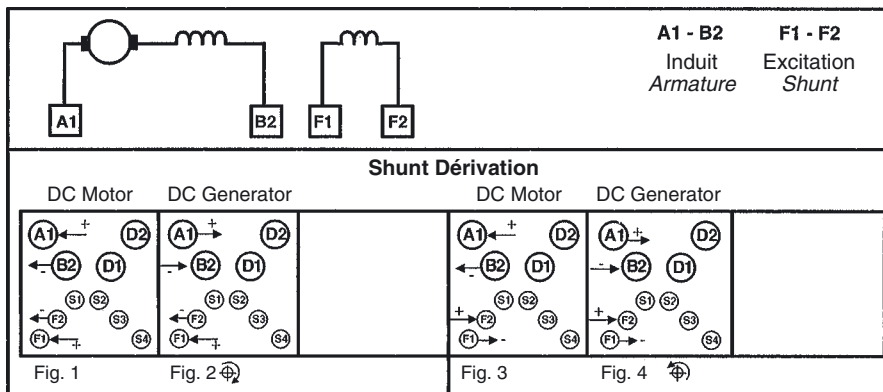 A1 - B2 F1 - F2
Induit Excitation
Armature Shunt
A1 B2 F1 F2
Shunt Dérivation
DC Motor DC Generator DC Motor DC Generator
A1 + D2 A1 + D2 A1 + D2 A1 + D2
- B2 D1 - B2 D1 - B2 D1 - B2 D1
S1 S2 S1 S2 S1 S2 S1 S2
- F2 S3 - F2 S3 + F2 S3 + F2 S3
F1 + S4 F1 + S4 F1 - S4 F1 - S4
Fig. 1 Fig. 2 Fig. 3 Fig. 4